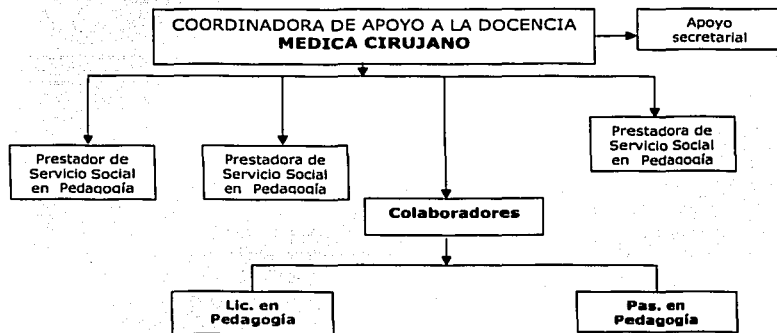 COORDINADORA DE APOYO A LA DOCENCIA
MEDICA CIRUJANO
Apoyo
secretarial
Prestador de
Servicio Social
en Pedagogía
Prestadora de
Servicio Social
en Pedagogía
Prestadora de
Servicio Social
en Pedagogía
Colaboradores
Lic. en
Pedagogía
Pas. en
Pedagogía